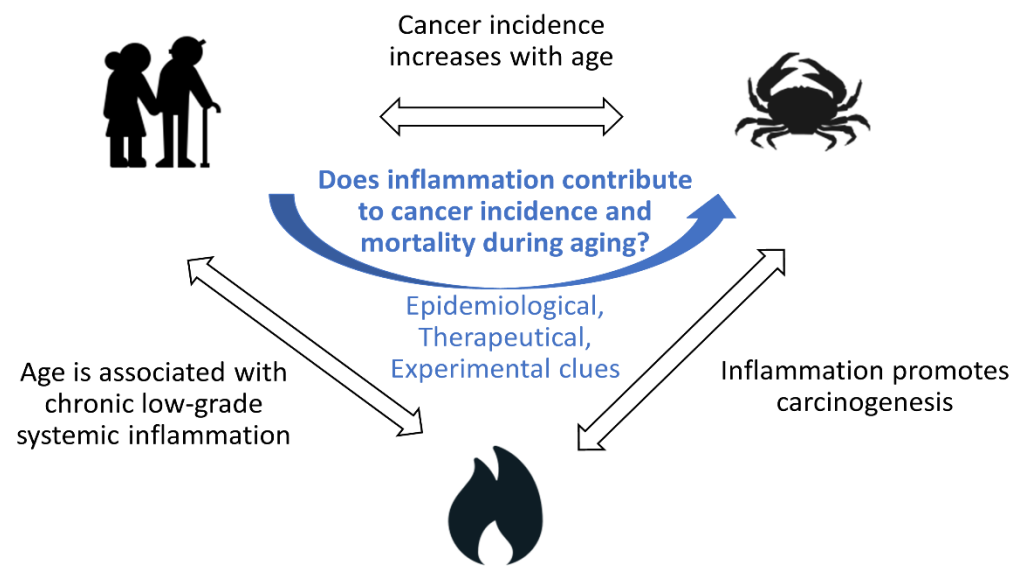 Cancer incidence
increases with age
Does inflammation contribute
to cancer incidence and
mortality during aging?
Epidemiological,
Therapeutical,
Experimental clues
Age is associated with
chronic low-grade
systemic inflammation
Inflammation promotes
carcinogenesis